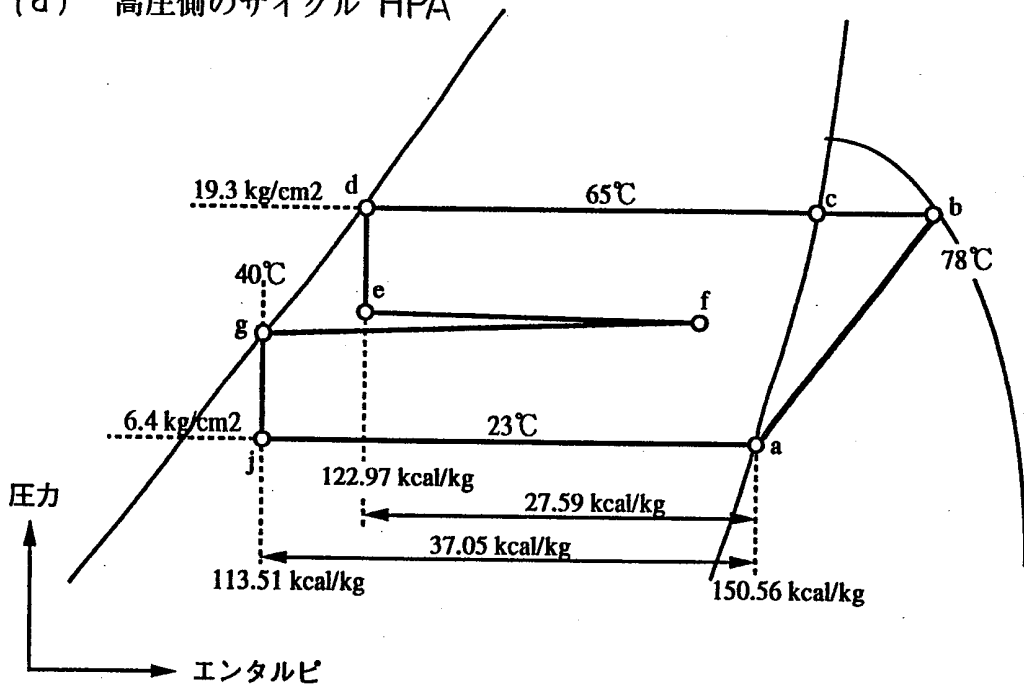 (a) 高圧側のサイクル HPA
19.3 kg/cm2
d
65℃
c
b
78℃
40℃
e
f
g
6.4 kg/cm2
23℃
a
j
122.97 kcal/kg
圧力
27.59 kcal/kg
37.05 kcal/kg
113.51 kcal/kg
150.56 kcal/kg
エンタルピ